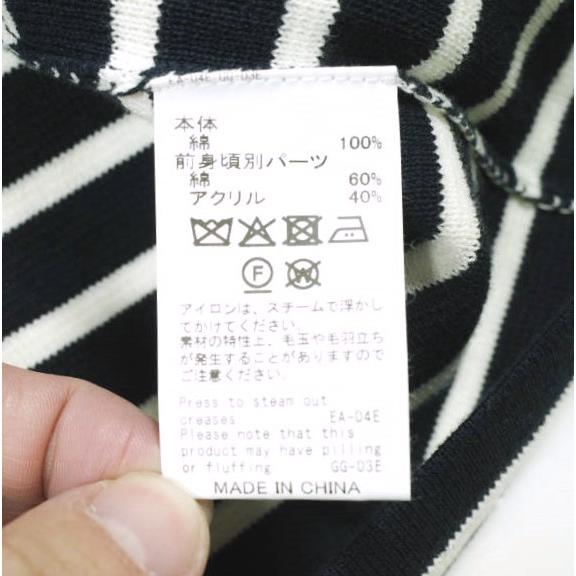 EA-04E GG-03E
本体
綿 100%
前身頃別パーツ
綿 60%
アクリル 40%
F
W
アイロンは、スチームで浮かし
てかけてください。
素材の特性上、毛玉や毛羽立ち
が発生することがありますので
ご注意ください。
Press to steam out
creases EA-04E
Please note that this
product may have pilling
or fluffing GG-03E
MADE IN CHINA